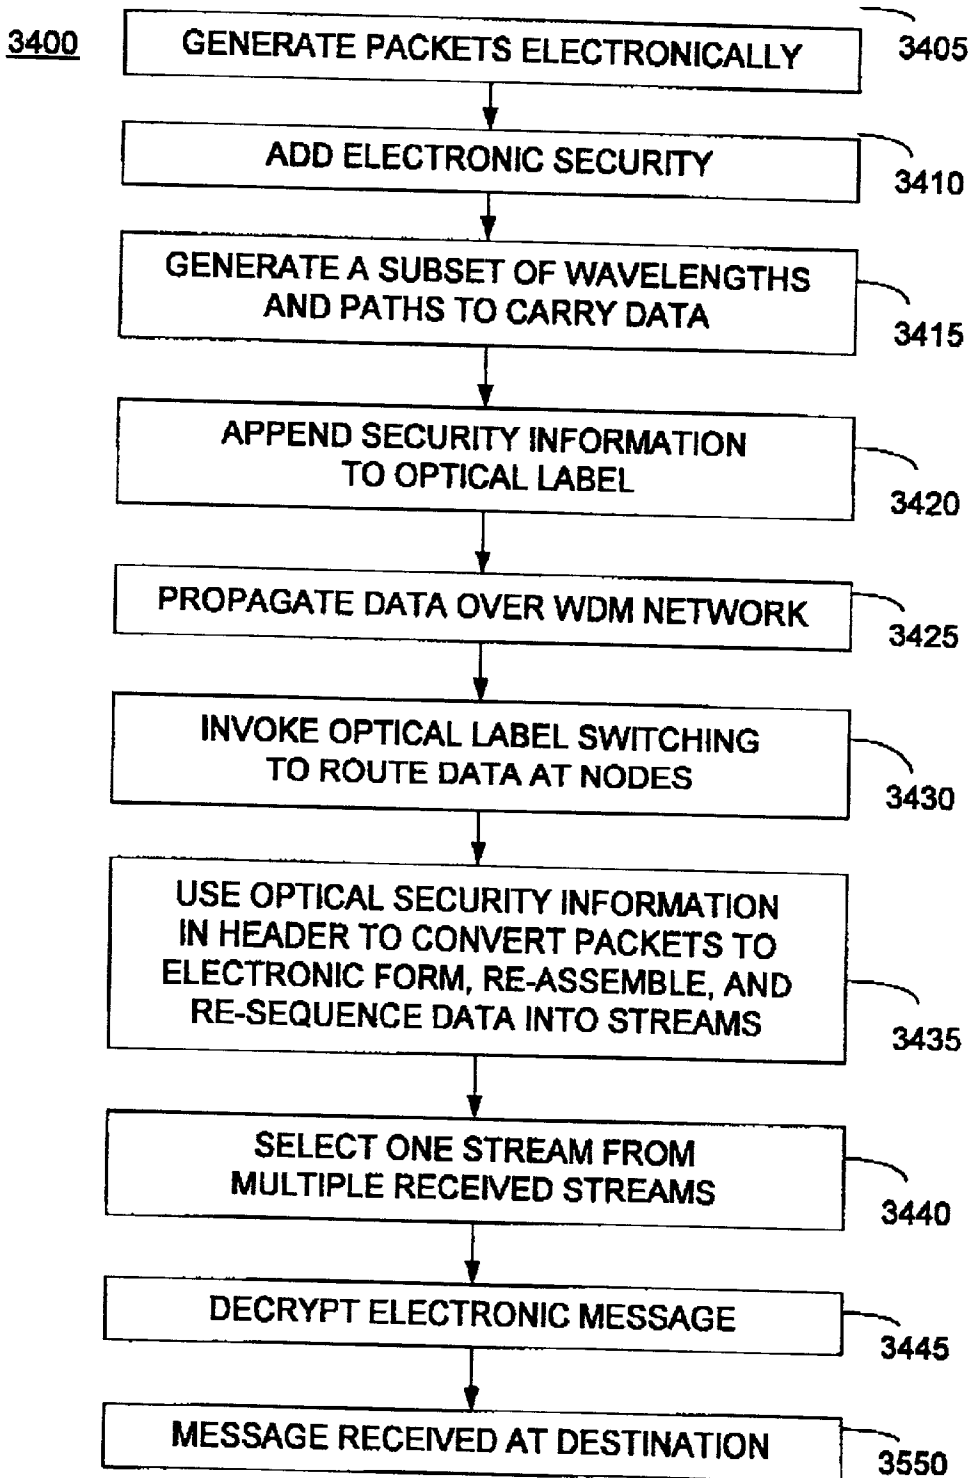 3400
GENERATE PACKETS ELECTRONICALLY
3405
ADD ELECTRONIC SECURITY
3410
GENERATE A SUBSET OF WAVELENGTHS
AND PATHS TO CARRY DATA
3415
APPEND SECURITY INFORMATION
TO OPTICAL LABEL
3420
PROPAGATE DATA OVER WDM NETWORK
3425
INVOKE OPTICAL LABEL SWITCHING
TO ROUTE DATA AT NODES
3430
USE OPTICAL SECURITY INFORMATION
IN HEADER TO CONVERT PACKETS TO
ELECTRONIC FORM, RE-ASSEMBLE, AND
RE-SEQUENCE DATA INTO STREAMS
3435
SELECT ONE STREAM FROM
MULTIPLE RECEIVED STREAMS
3440
DECRYPT ELECTRONIC MESSAGE
3445
MESSAGE RECEIVED AT DESTINATION
3550